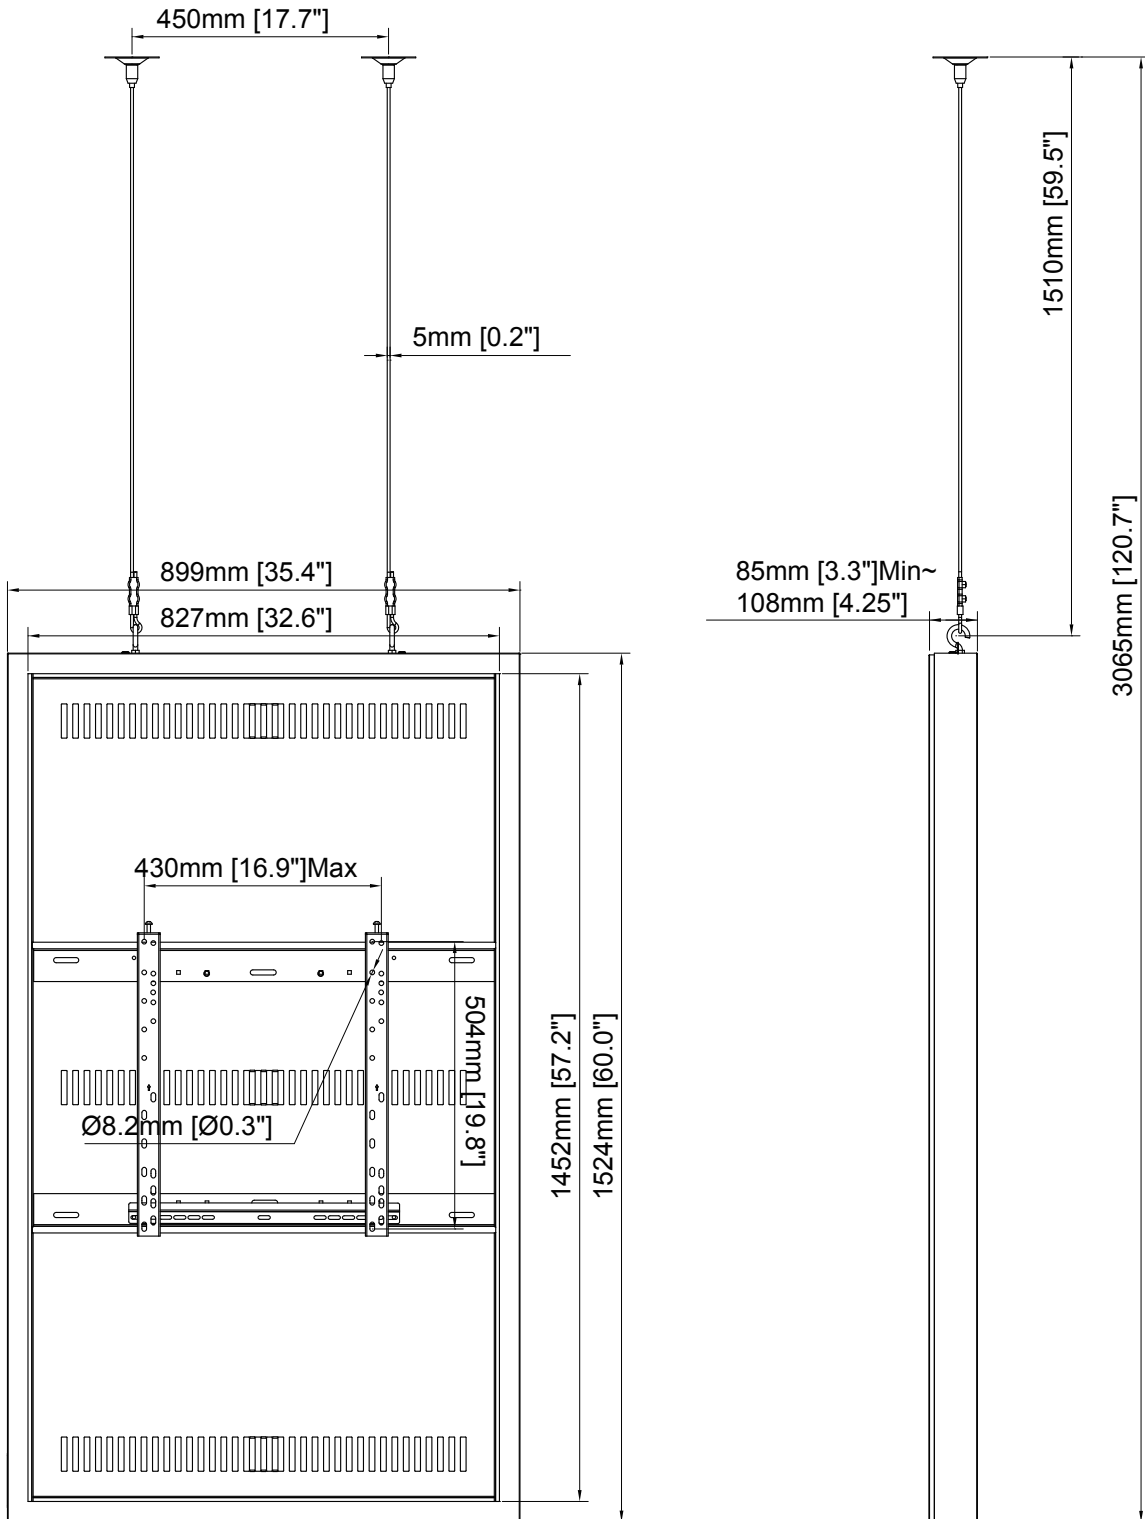 450mm [17.7"]
1510mm [59.5"]
5mm [0.2"]
3065mm [120.7"]
899mm [35.4"]
827mm [32.6"]
85mm [3.3"]Min~
108mm [4.25"]
430mm [16.9"]Max
504mm [19.8"]
1452mm [57.2"]
1524mm [60.0"]
Ø8.2mm [Ø0.3"]